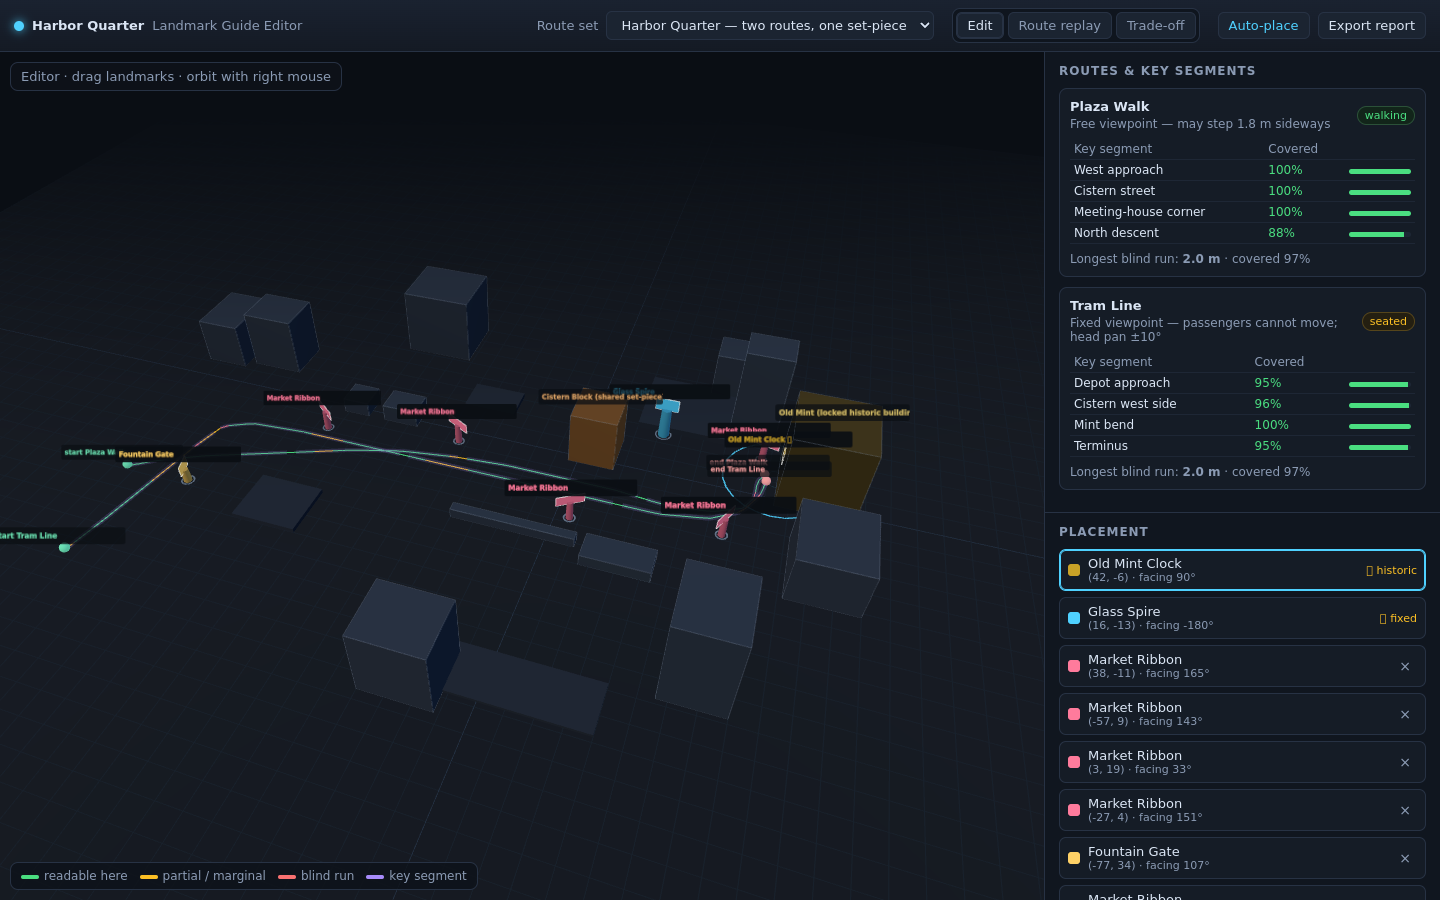 Harbor Quarter Landmark Guide Editor
Route set
Harbor Quarter — two routes, one set-piece
Edit
Route replay
Trade-off
Auto-place
Export report
Editor · drag landmarks · orbit with right mouse
Market Ribbon
Market Ribbon
Cistern Block (shared set-piece
Glass Spire
Old Mint (locked historic buildin
Market Ribbon
Old Mint Clock
start Plaza W
Fountain Gate
end Plaza Walk
end Tram Line
Market Ribbon
Market Ribbon
tart Tram Line
readable here
partial / marginal
blind run
key segment
ROUTES & KEY SEGMENTS
Plaza Walk
Free viewpoint — may step 1.8 m sideways
walking
Key segment Covered
West approach 100%
Cistern street 100%
Meeting-house corner 100%
North descent 88%
Longest blind run: 2.0 m · covered 97%
Tram Line
Fixed viewpoint — passengers cannot move;
head pan ±10°
seated
Key segment Covered
Depot approach 95%
Cistern west side 96%
Mint bend 100%
Terminus 95%
Longest blind run: 2.0 m · covered 97%
PLACEMENT
Old Mint Clock
(42, -6) · facing 90°
historic
Glass Spire
(16, -13) · facing -180°
fixed
Market Ribbon
(38, -11) · facing 165°
×
Market Ribbon
(-57, 9) · facing 143°
×
Market Ribbon
(3, 19) · facing 33°
×
Market Ribbon
(-27, 4) · facing 151°
×
Fountain Gate
(-77, 34) · facing 107°
×
Market Ribbon